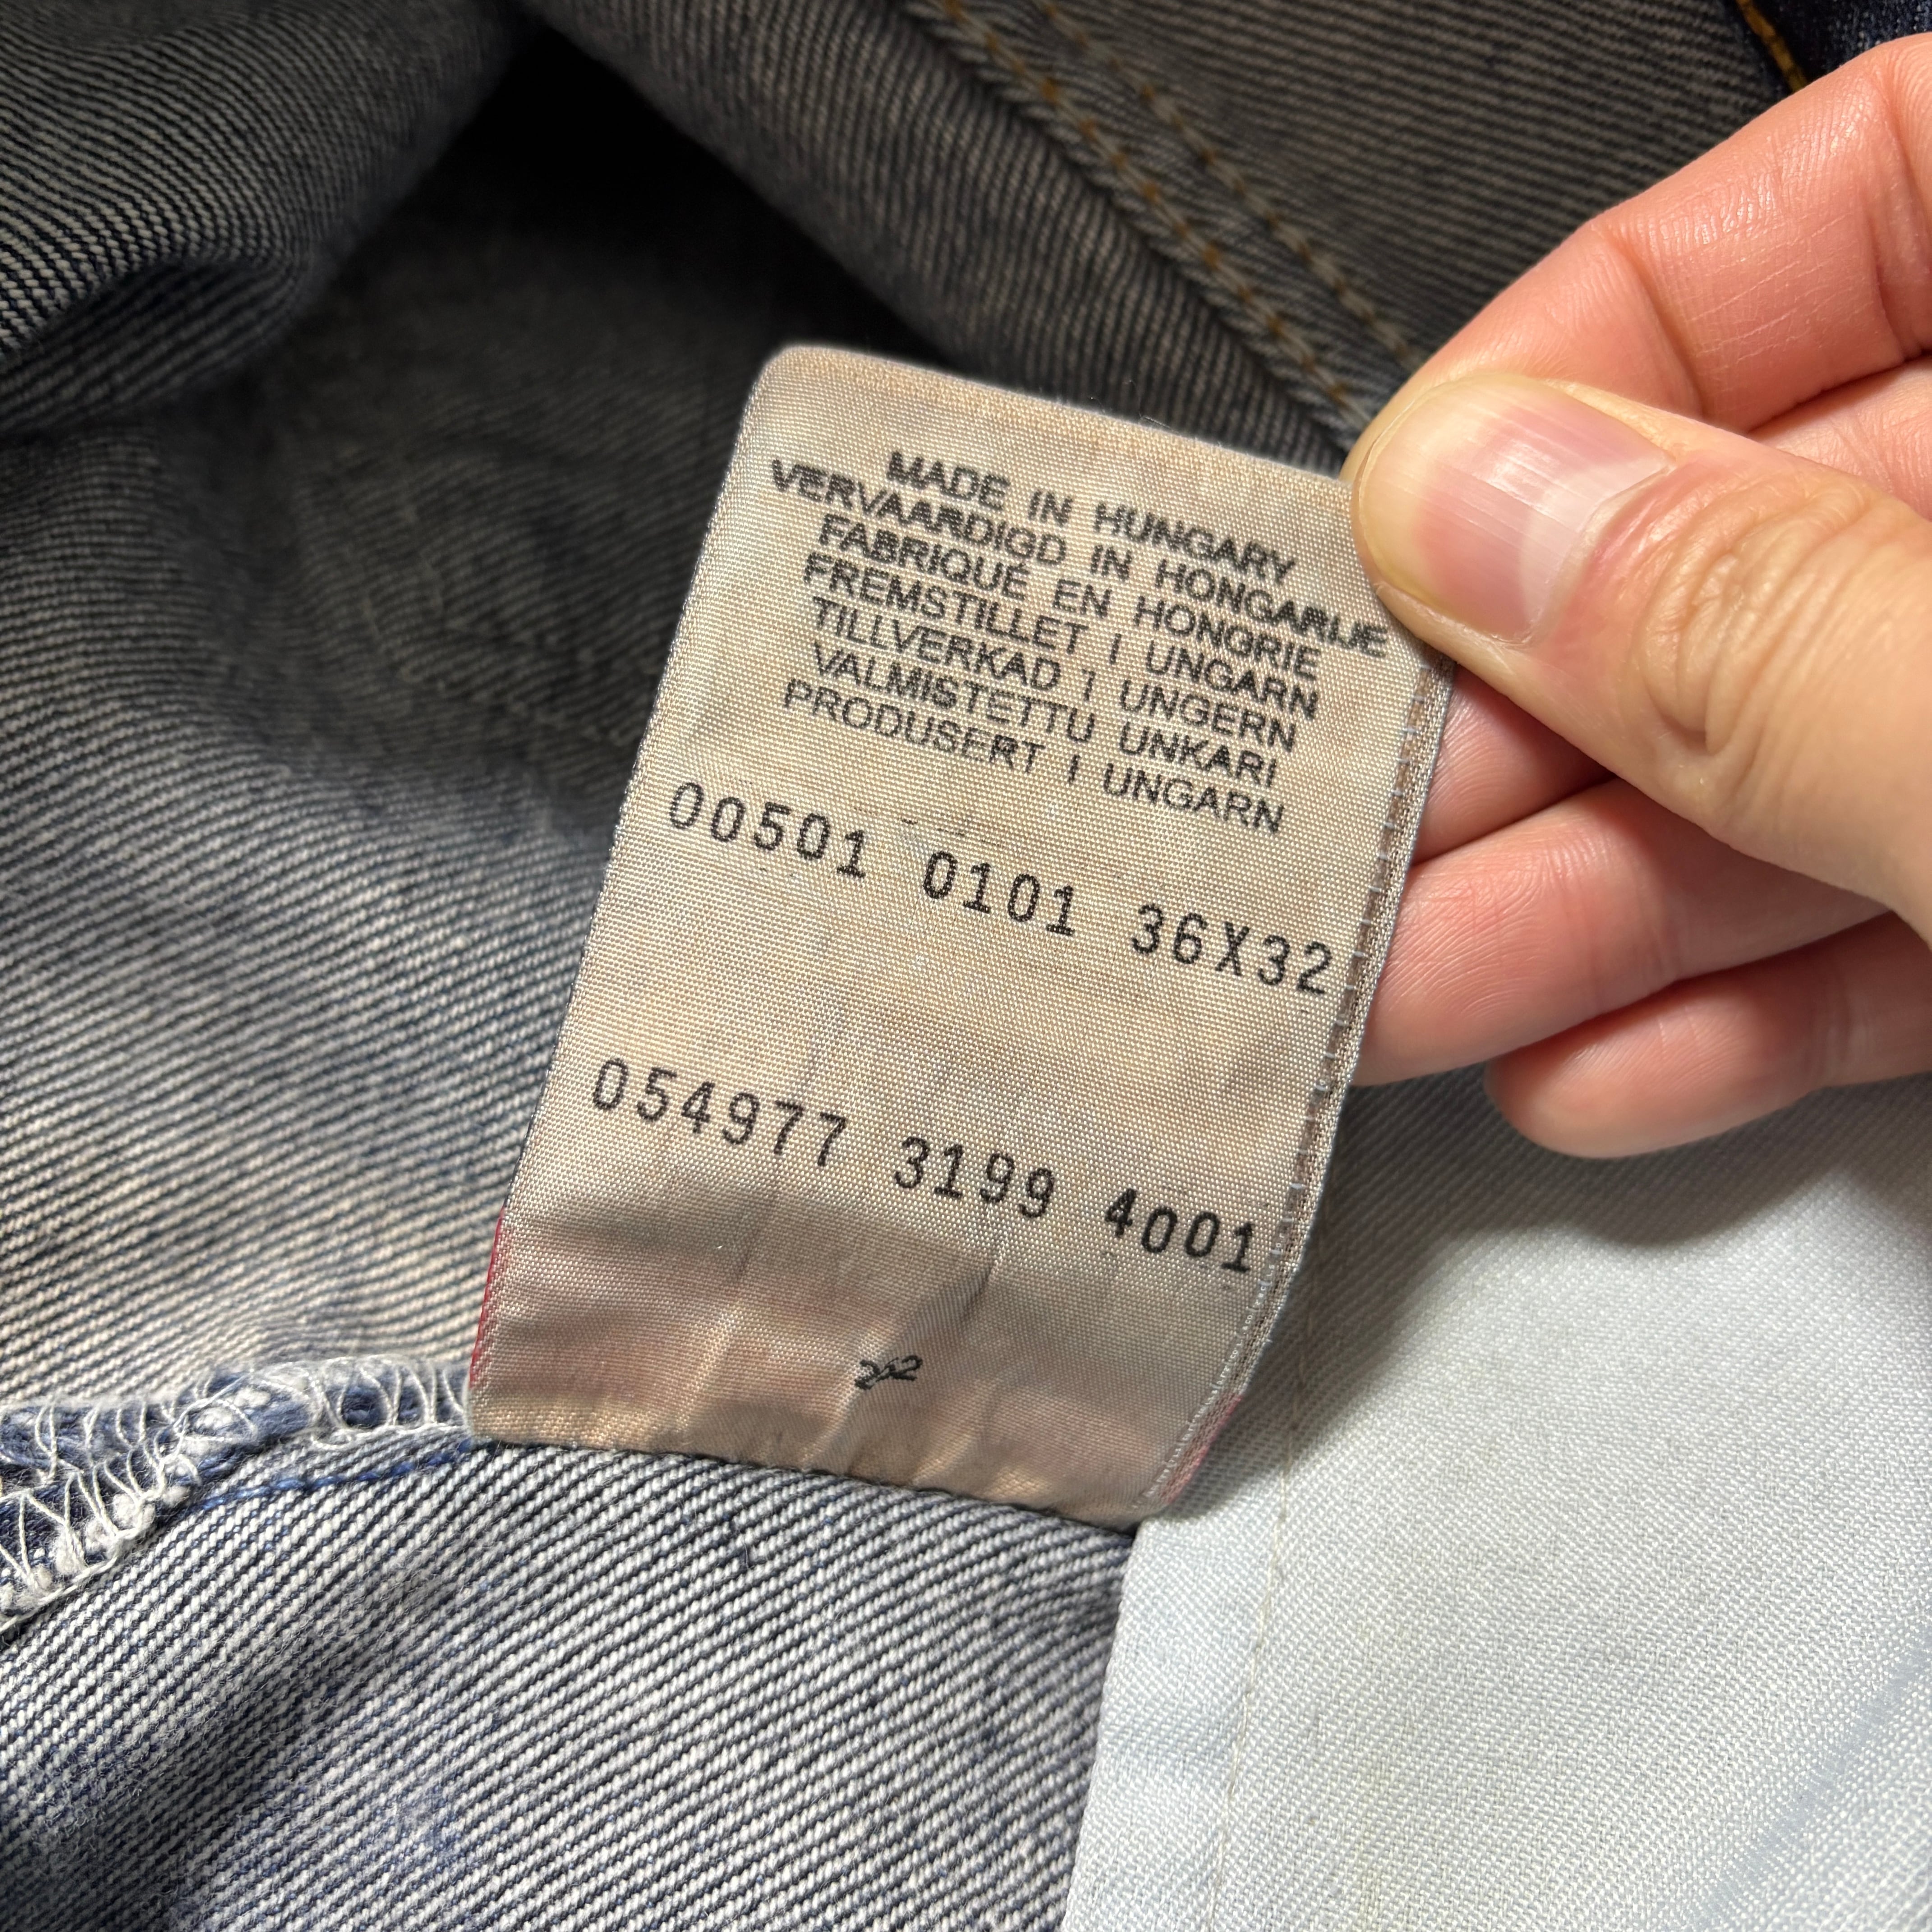 MADE IN HUNGARY
VERVAARDIGD IN HONGARIJE
FABRIQUÉ EN HONGRIE
FREMSTILLET I UNGARN
TILLVERKAD I UNGERN
VALMISTETTU UNKARI
PRODUSERT I UNGARN
00501 0101 36X32
054977 3199 4001